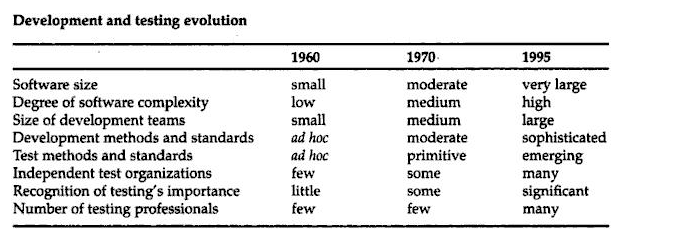 Development and testing evolution
1960 1970 1995
Software size small moderate very large
Degree of software complexity low medium high
Size of development teams small medium large
Development methods and standards ad hoc moderate sophisticated
Test methods and standards ad hoc primitive emerging
Independent test organizations few some many
Recognition of testing's importance little some significant
Number of testing professionals few few many